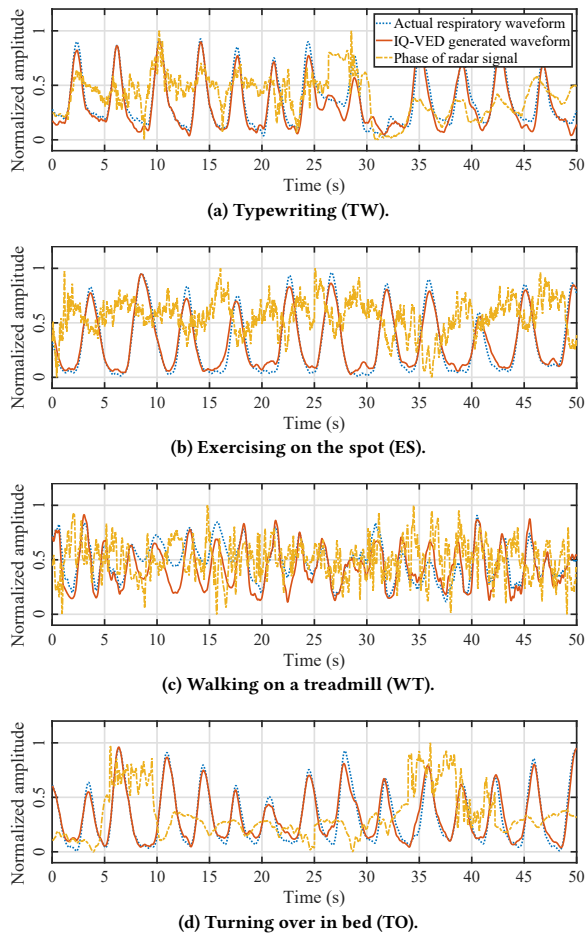 Normalized amplitude
1
0.5
0
Actual respiratory waveform
IQ-VED generated waveform
Phase of radar signal
0 5 10 15 20 25 30 35 40 45 50
Time (s)
(a) Typewriting (TW).
Normalized amplitude
1
0.5
0
0 5 10 15 20 25 30 35 40 45 50
Time (s)
(b) Exercising on the spot (ES).
Normalized amplitude
1
0.5
0
0 5 10 15 20 25 30 35 40 45 50
Time (s)
(c) Walking on a treadmill (WT).
Normalized amplitude
1
0.5
0
0 5 10 15 20 25 30 35 40 45 50
Time (s)
(d) Turning over in bed (TO).